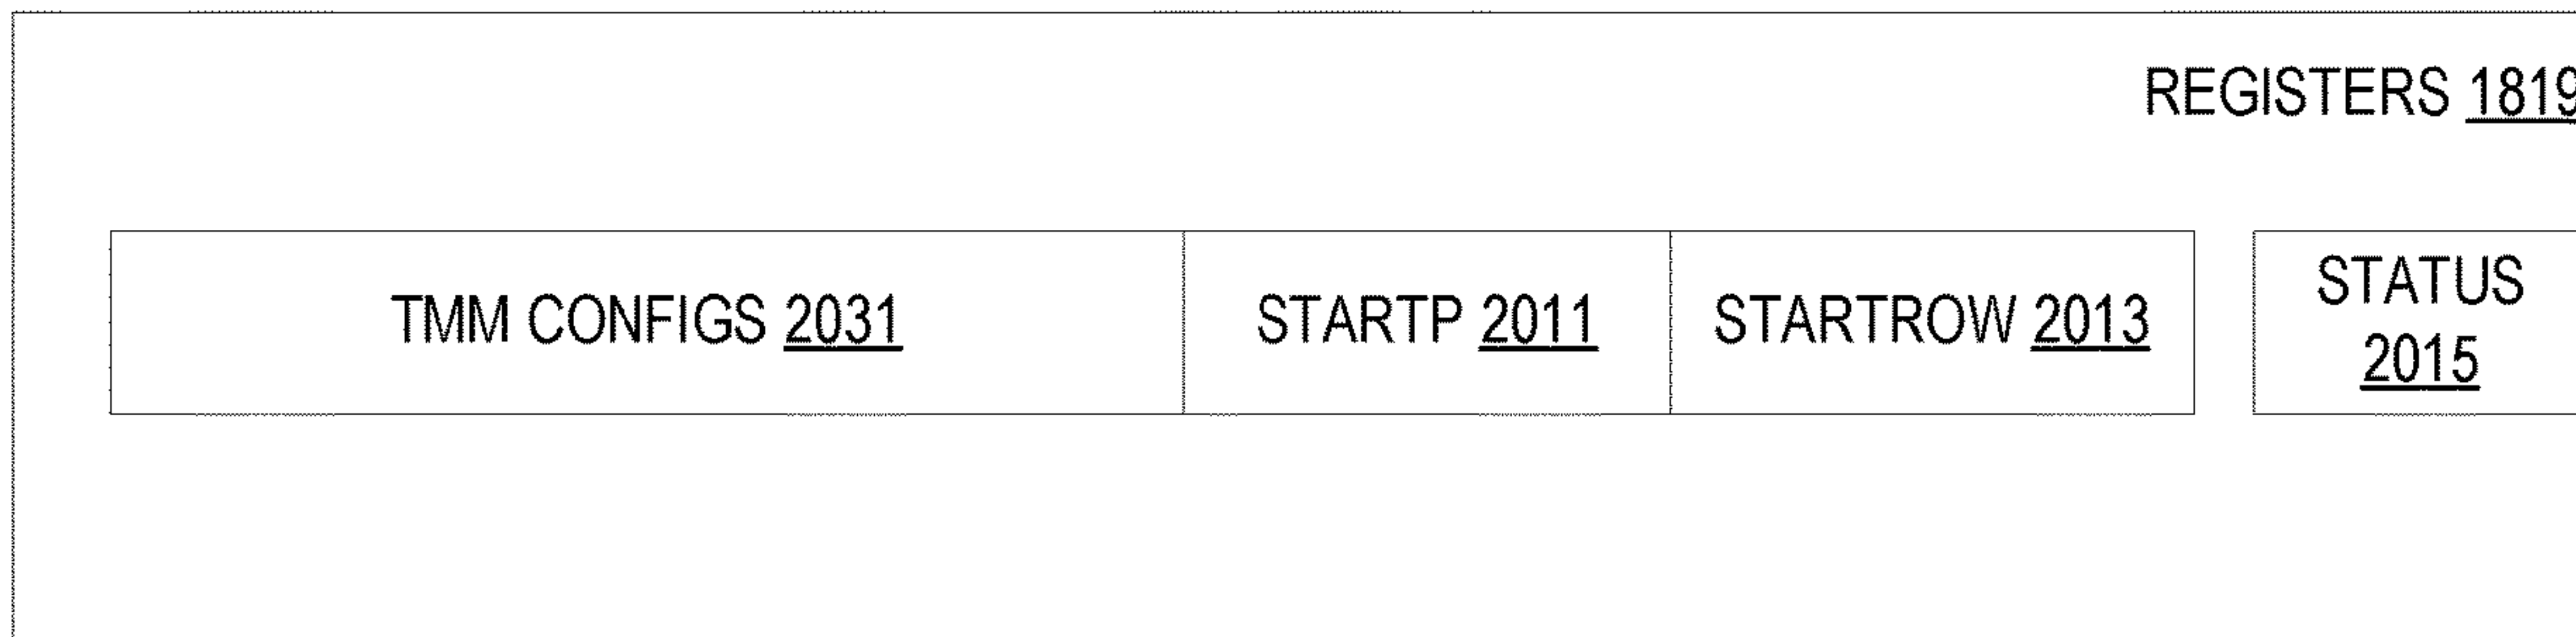 REGISTERS 1819
TMM CONFIGS 2031
STARTP 2011
STARTROW 2013
STATUS
2015